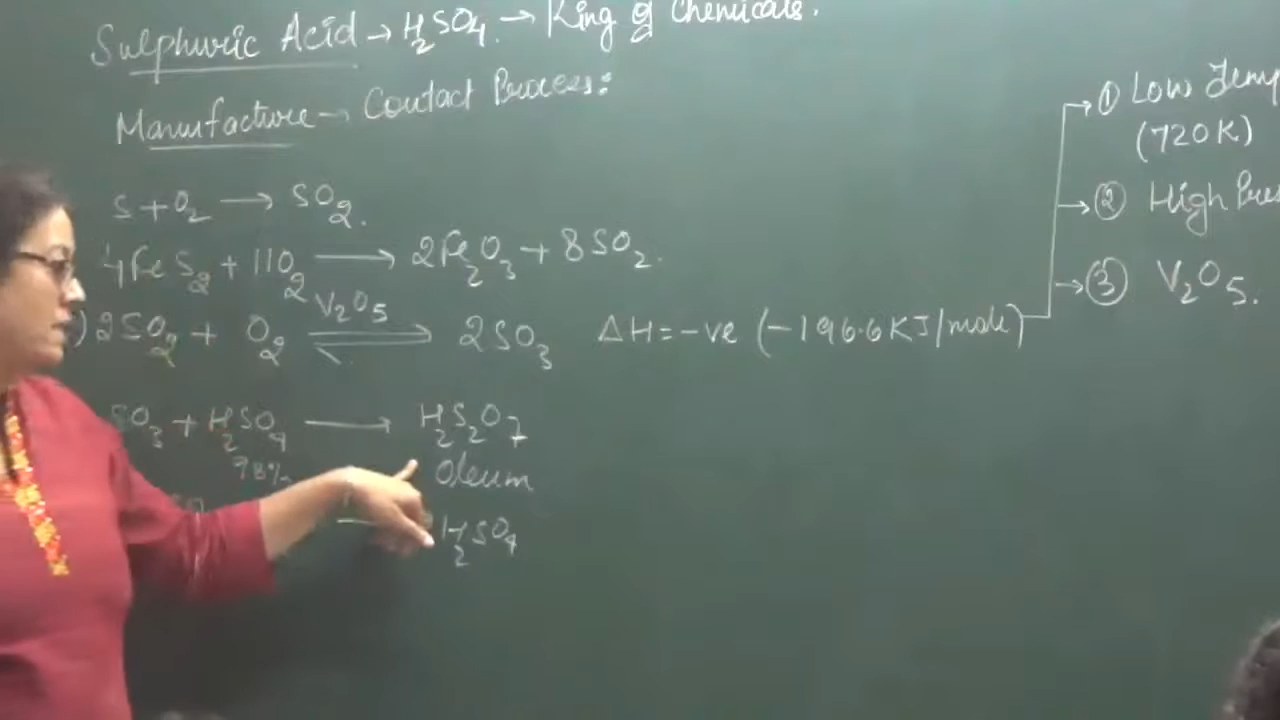 Sulphuric Acid → H₂SO₄. → King of Chemicals.
Manufacture → Contact Process:
S + O₂ → SO₂.
4FeS₂ + 11O₂ → 2Fe₂O₃ + 8SO₂.
) 2SO₂ + O₂ ⇌ 2SO₃ ΔH = -ve (-196.6 KJ/mole)
V₂O₅
SO₃ + H₂SO₄ → H₂S₂O₇
98% Oleum
H₂SO₄
→ ① Low Temp
(720K)
→ ② High Pres
→ ③ V₂O₅.